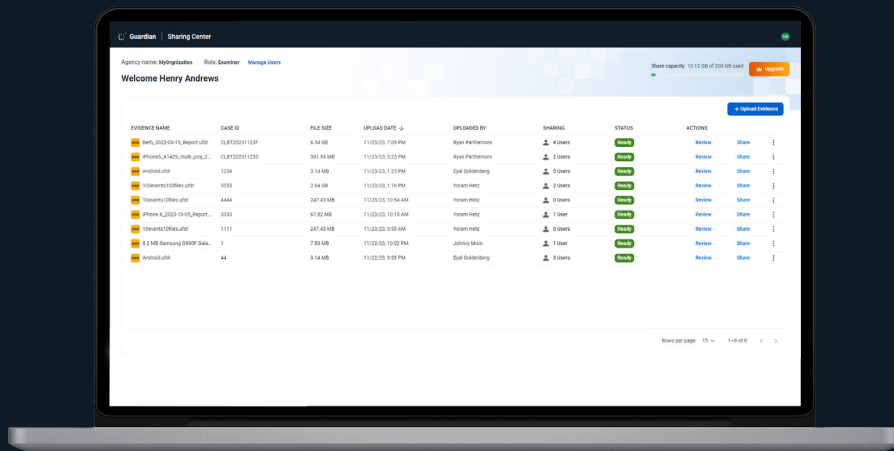 Guardian | Sharing Center
HA
Agency name: MyOrgnization Role: Examiner Manage Users
Share capacity 10.12 GB of 200 GB used
Upgrade
Welcome Henry Andrews
+ Upload Evidence
EVIDENCE NAME CASE ID FILE SIZE UPLOAD DATE ↓ UPLOADED BY SHARING STATUS ACTIONS
Beth_2022-03-15_Report.ufdr CLBT20231123F 6.34 GB 11/23/23, 7:09 PM Ryan Parthemore 4 Users Ready Review Share
iPhone5_A1429_multi_proj_2... CLBT20231123D 591.59 MB 11/23/23, 3:25 PM Ryan Parthemore 2 Users Ready Review Share
Android.ufdr 1234 3.14 MB 11/23/23, 1:25 PM Eyal Goldenberg 5 Users Ready Review Share
100events100files.ufdr 5555 2.64 GB 11/23/23, 1:16 PM Yoram Hetz 2 Users Ready Review Share
10events10files.ufdr 4444 247.43 MB 11/23/23, 10:54 AM Yoram Hetz 0 Users Ready Review Share
iPhone X_2023-10-05_Report... 3333 67.82 MB 11/23/23, 10:15 AM Yoram Hetz 1 User Ready Review Share
10events10files.ufdr 1111 247.43 MB 11/23/23, 9:35 AM Yoram Hetz 0 Users Ready Review Share
8.2 MB Samsung G930F Gala... 1 7.83 MB 11/22/23, 10:02 PM Johnny Mom 1 User Ready Review Share
Android.ufdr 44 3.14 MB 11/22/23, 9:58 PM Eyal Goldenberg 3 Users Ready Review Share
Rows per page: 15 1–9 of 9 < >